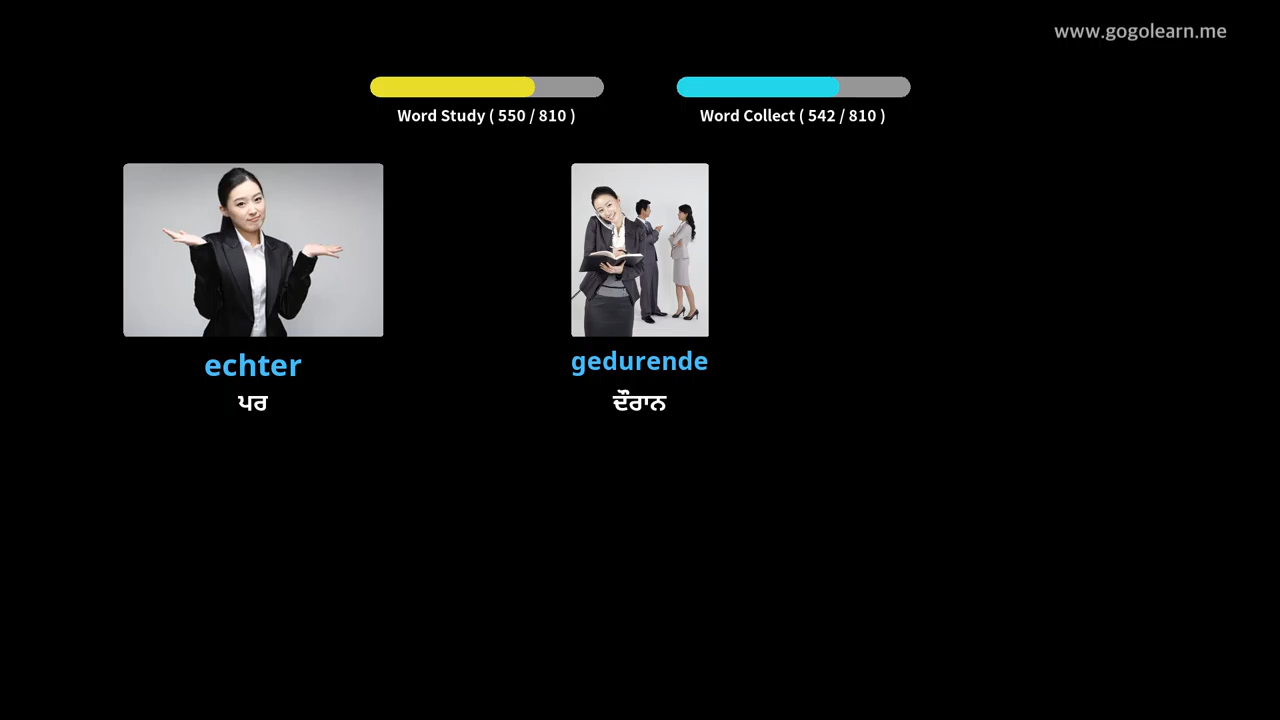 www.gogolearn.me
Word Study ( 550 / 810 )
Word Collect ( 542 / 810 )
echter
ਪਰ
gedurende
ਦੌਰਾਨ